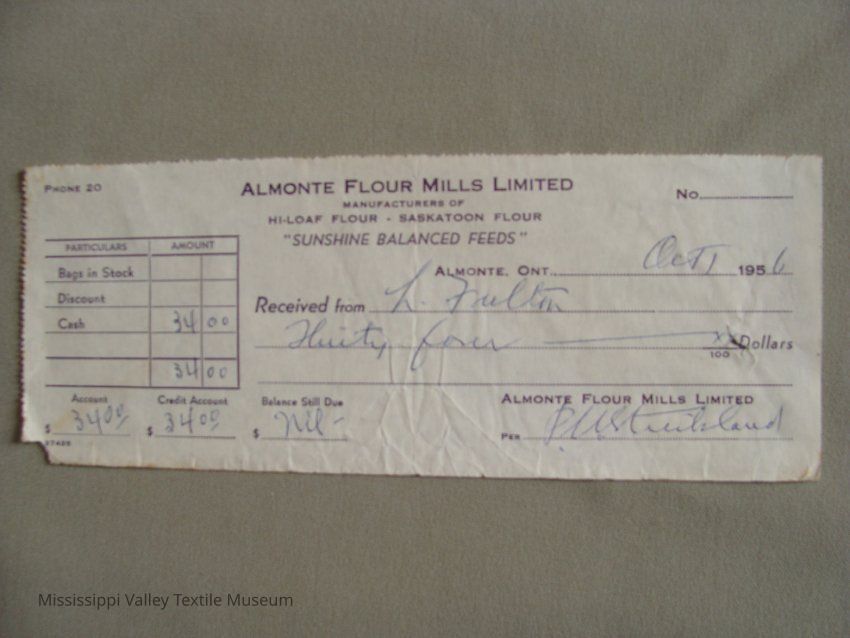 PHONE 20
ALMONTE FLOUR MILLS LIMITED
No.
MANUFACTURERS OF
HI-LOAF FLOUR - SASKATOON FLOUR
"SUNSHINE BALANCED FEEDS"
PARTICULARS AMOUNT
Bags in Stock
Discount
Cash 34 00
34 00
ALMONTE, ONT. Oct 1 1956
Received from L. Fulton
Thirty four xx/100 Dollars
Account Credit Account Balance Still Due
$ 34 00 $ 34 00 $ Nil -
27425
ALMONTE FLOUR MILLS LIMITED
PER Strickland
Mississippi Valley Textile Museum